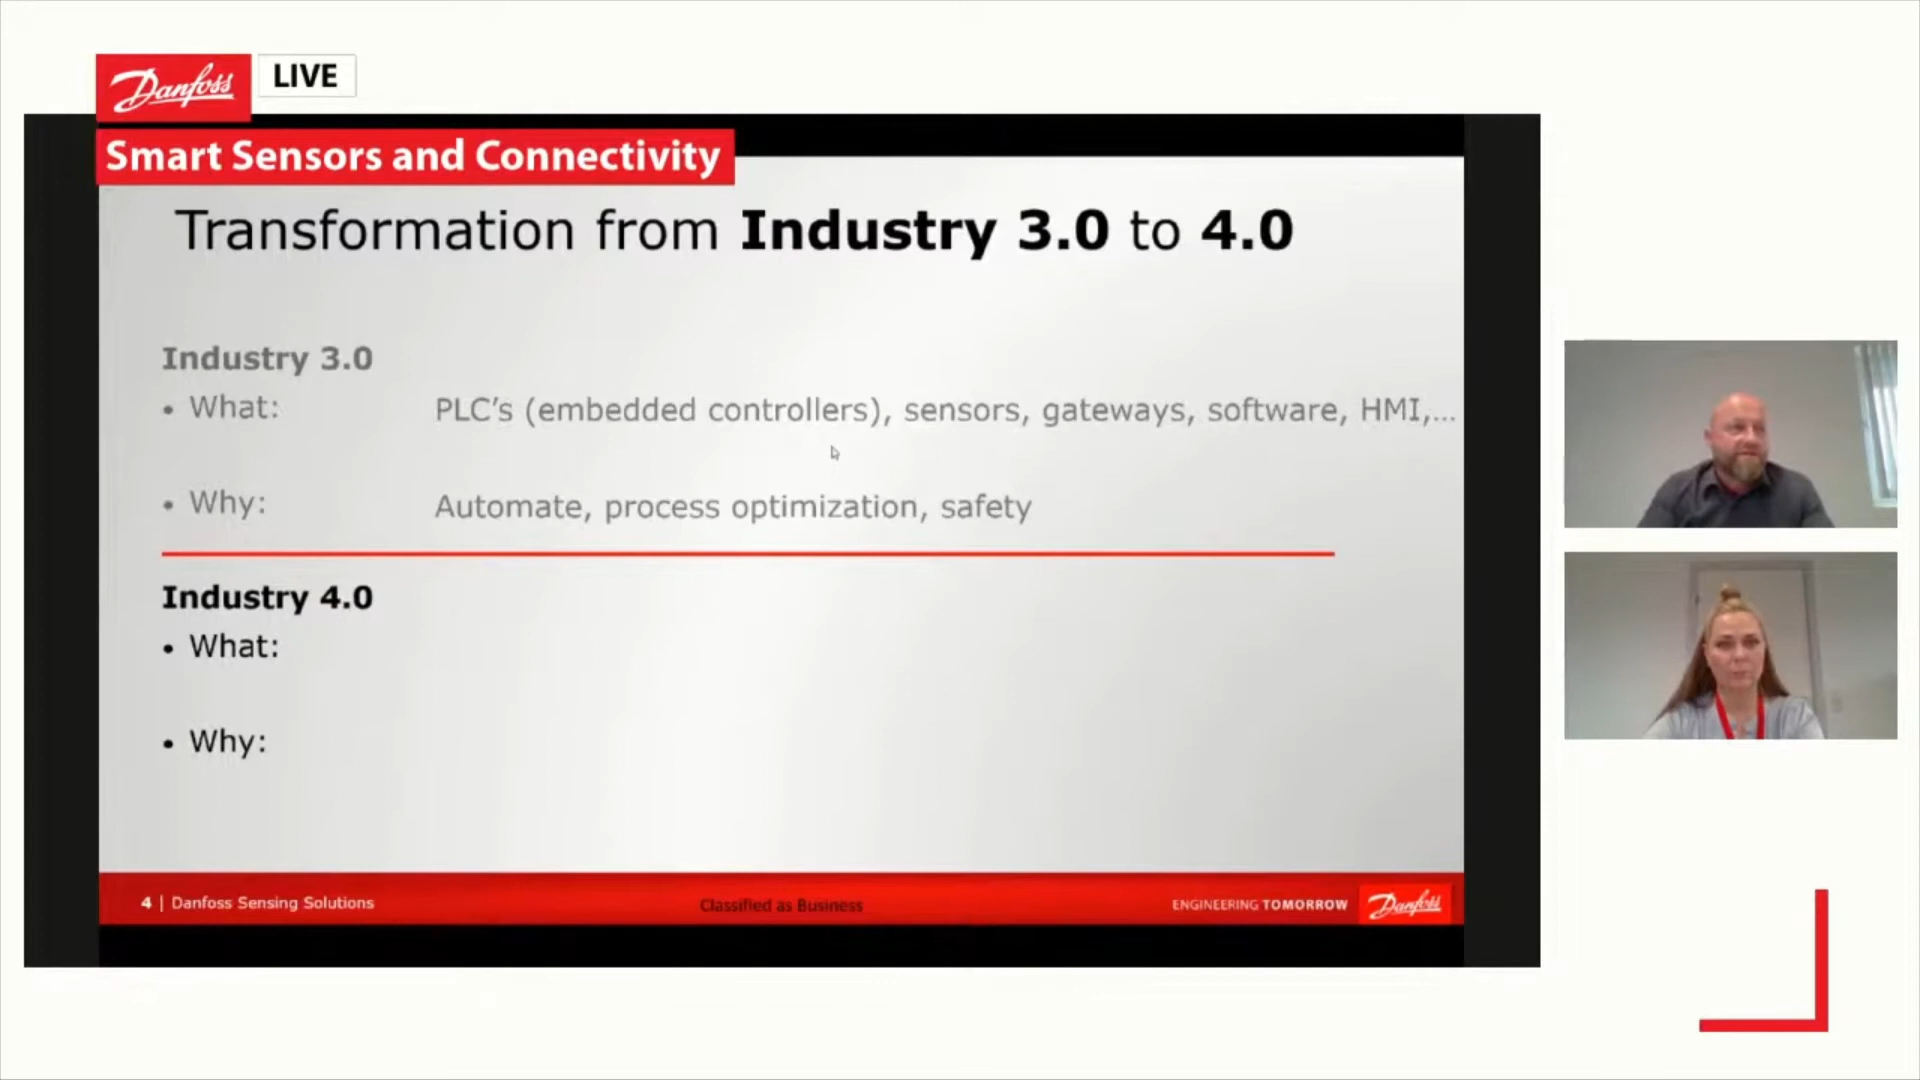 Danfoss
LIVE
Smart Sensors and Connectivity
Transformation from Industry 3.0 to 4.0
Industry 3.0
• What: PLC’s (embedded controllers), sensors, gateways, software, HMI,...
• Why: Automate, process optimization, safety
Industry 4.0
• What:
• Why:
4 | Danfoss Sensing Solutions
Classified as Business
ENGINEERING TOMORROW
Danfoss